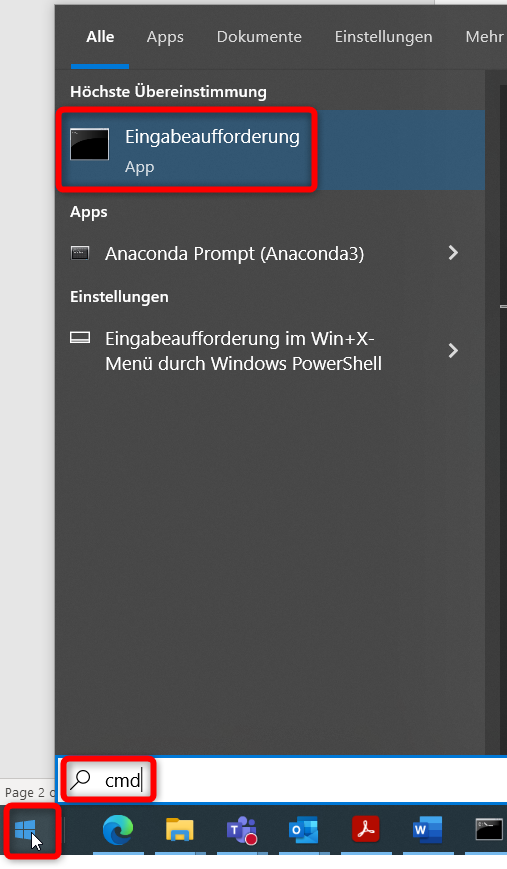 Alle Apps Dokumente Einstellungen Mehr
Höchste Übereinstimmung
Eingabeaufforderung
App
Apps
Anaconda Prompt (Anaconda3)
Einstellungen
Eingabeaufforderung im Win+X-
Menü durch Windows PowerShell
cmd
Page 2